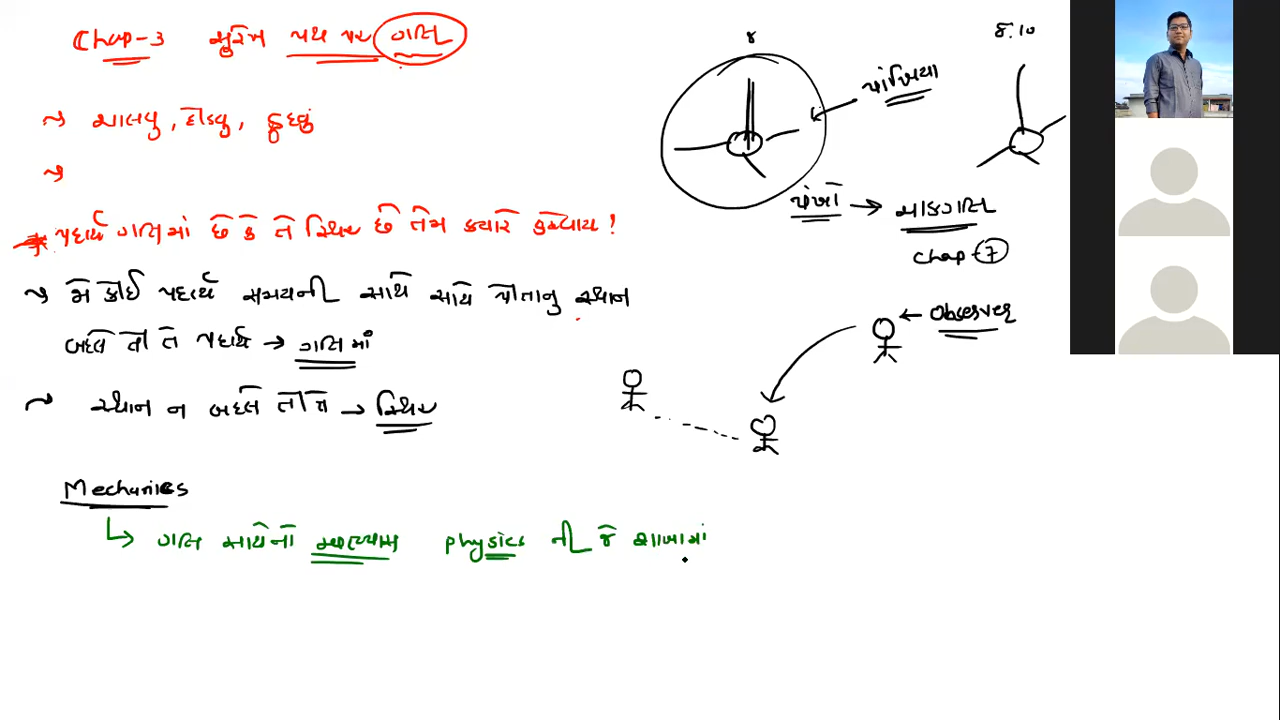 Chap-3 સુરેખ પથ પર ગતિ
ચાલવુ, દોડવુ, કુદવું
પદાર્થ ગતિમાં છે કે તે સ્થિર છે તેમ ક્યારે કહેવાય?
જે કોઈ પદાર્થ સમયની સાથે સાથે પોતાનુ સ્થાન
બદલે તો તે પદાર્થ → ગતિમાં
સ્થાન ન બદલે તો → સ્થિર
Mechanics
ગતિ અંગેનો અભ્યાસ physics ની જે શાખામાં
8
પાંખિયા
8:10
પંખો → ચાકગતિ
Chap-7
Observer